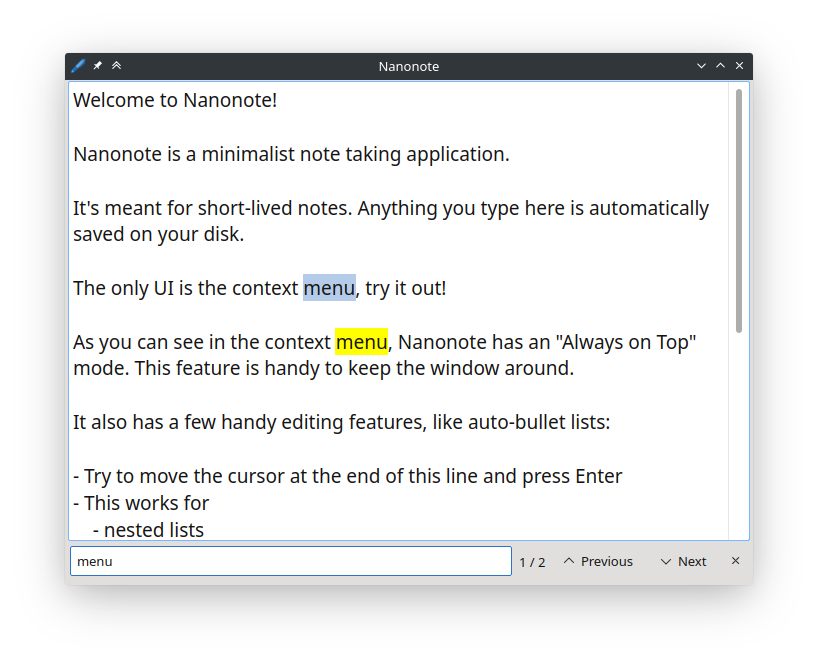 Nanonote
Welcome to Nanonote!
Nanonote is a minimalist note taking application.
It's meant for short-lived notes. Anything you type here is automatically
saved on your disk.
The only UI is the context menu, try it out!
As you can see in the context menu, Nanonote has an "Always on Top"
mode. This feature is handy to keep the window around.
It also has a few handy editing features, like auto-bullet lists:
- Try to move the cursor at the end of this line and press Enter
- This works for
- nested lists
menu 1 / 2 Previous Next